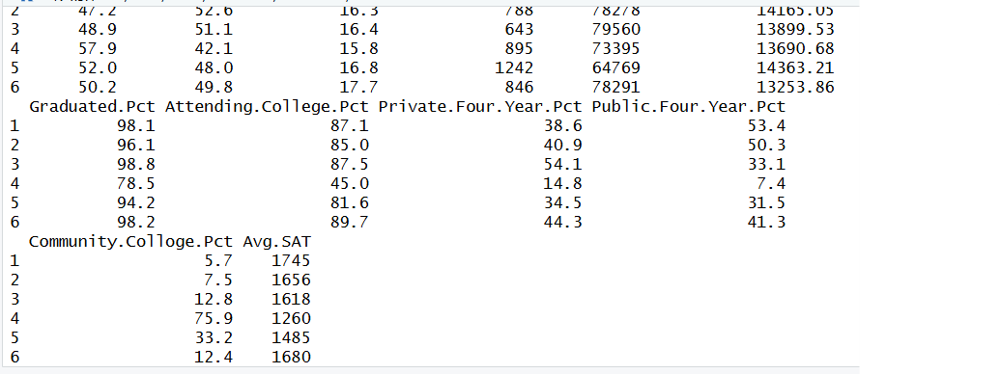 2 47.2 52.6 16.3 788 78278 14165.05
3 48.9 51.1 16.4 643 79560 13899.53
4 57.9 42.1 15.8 895 73395 13690.68
5 52.0 48.0 16.8 1242 64769 14363.21
6 50.2 49.8 17.7 846 78291 13253.86
Graduated.Pct Attending.College.Pct Private.Four.Year.Pct Public.Four.Year.Pct
1 98.1 87.1 38.6 53.4
2 96.1 85.0 40.9 50.3
3 98.8 87.5 54.1 33.1
4 78.5 45.0 14.8 7.4
5 94.2 81.6 34.5 31.5
6 98.2 89.7 44.3 41.3
Community.Colloge.Pct Avg.SAT
1 5.7 1745
2 7.5 1656
3 12.8 1618
4 75.9 1260
5 33.2 1485
6 12.4 1680